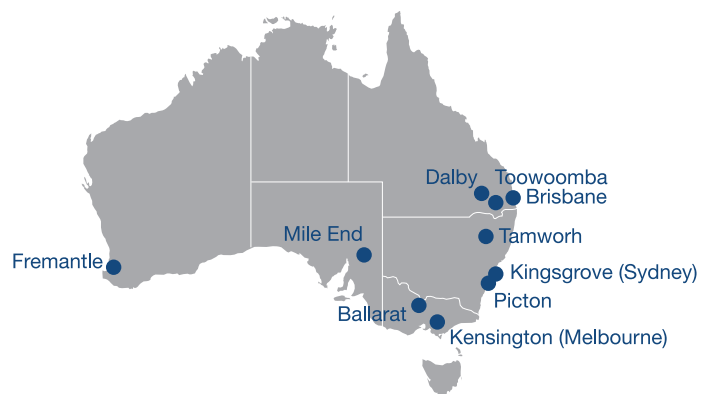 Dalby
Toowoomba
Brisbane
Mile End
Tamworh
Fremantle
Kingsgrove (Sydney)
Picton
Ballarat
Kensington (Melbourne)